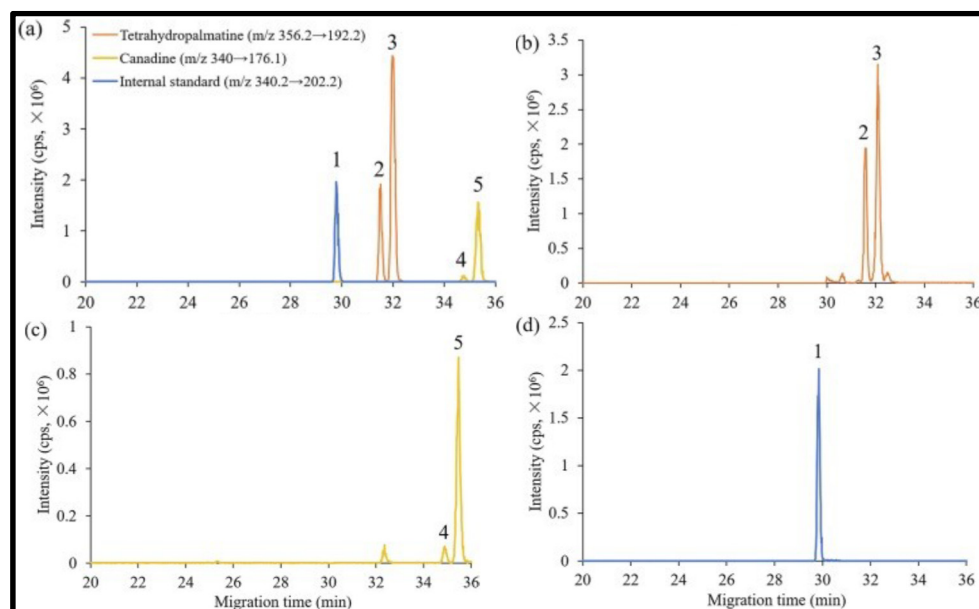 (a)
Tetrahydropalmatine (m/z 356.2→192.2)
Canadine (m/z 340→176.1)
Internal standard (m/z 340.2→202.2)
Intensity (cps, ×10⁶)
5
4
3
2
1
0
1
2
3
4
5
20 22 24 26 28 30 32 34 36
(b)
Intensity (cps, ×10⁶)
3.5
3
2.5
2
1.5
1
0.5
0
2
3
20 22 24 26 28 30 32 34 36
(c)
Intensity (cps, ×10⁶)
1
0.8
0.6
0.4
0.2
0
4
5
20 22 24 26 28 30 32 34 36
Migration time (min)
(d)
Intensity (cps, ×10⁶)
2.5
2
1.5
1
0.5
0
1
20 22 24 26 28 30 32 34 36
Migration time (min)